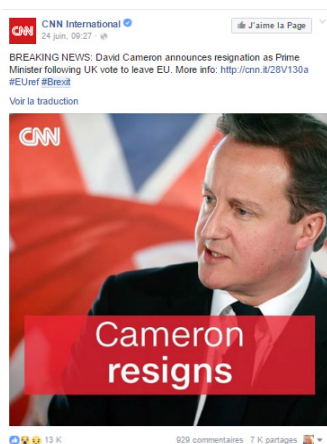 CNN
CNN International
24 juin, 09:27
J'aime la Page
BREAKING NEWS: David Cameron announces resignation as Prime
Minister following UK vote to leave EU. More info: http://cnn.it/28V130a
#EUref #Brexit
Voir la traduction
CNN
Cameron
resigns
13 K
929 commentaires 7 K partages